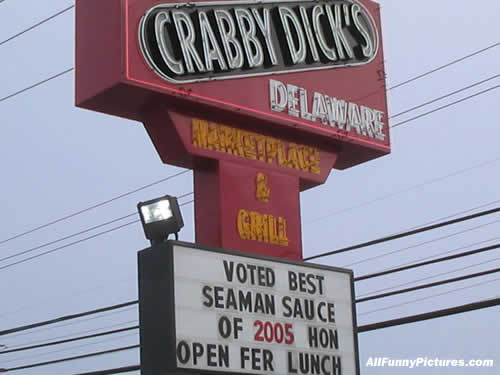 CRABBY DICK'S
DELAWARE
MARKETPLACE
&
GRILL
VOTED BEST
SEAMAN SAUCE
OF 2005 HON
OPEN FER LUNCH
AllFunnyPictures.com